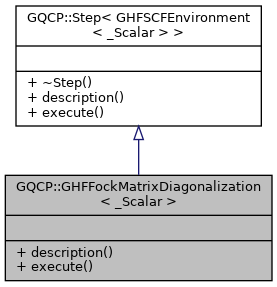 GQCP::Step< GHFSCFEnvironment
< _Scalar > >
+ ~Step()
+ description()
+ execute()
GQCP::GHFFockMatrixDiagonalization
< _Scalar >
+ description()
+ execute()